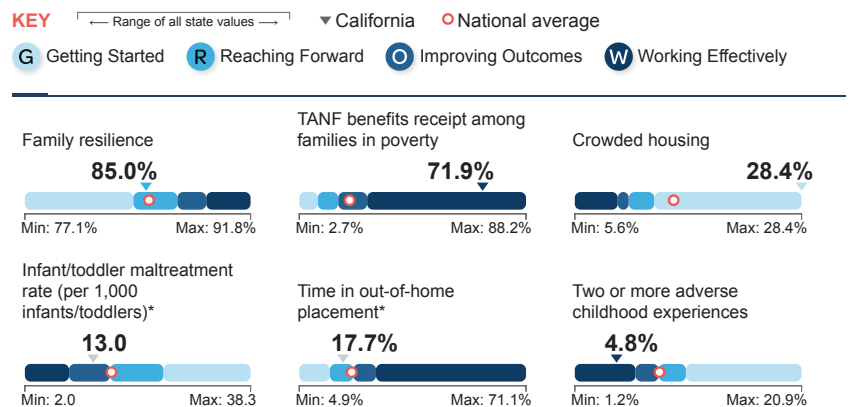 KEY ← Range of all state values → California National average
G Getting Started R Reaching Forward O Improving Outcomes W Working Effectively
Family resilience
85.0%
Min: 77.1% Max: 91.8%
TANF benefits receipt among
families in poverty
71.9%
Min: 2.7% Max: 88.2%
Crowded housing
28.4%
Min: 5.6% Max: 28.4%
Infant/toddler maltreatment
rate (per 1,000
infants/toddlers)*
13.0
Min: 2.0 Max: 38.3
Time in out-of-home
placement*
17.7%
Min: 4.9% Max: 71.1%
Two or more adverse
childhood experiences
4.8%
Min: 1.2% Max: 20.9%